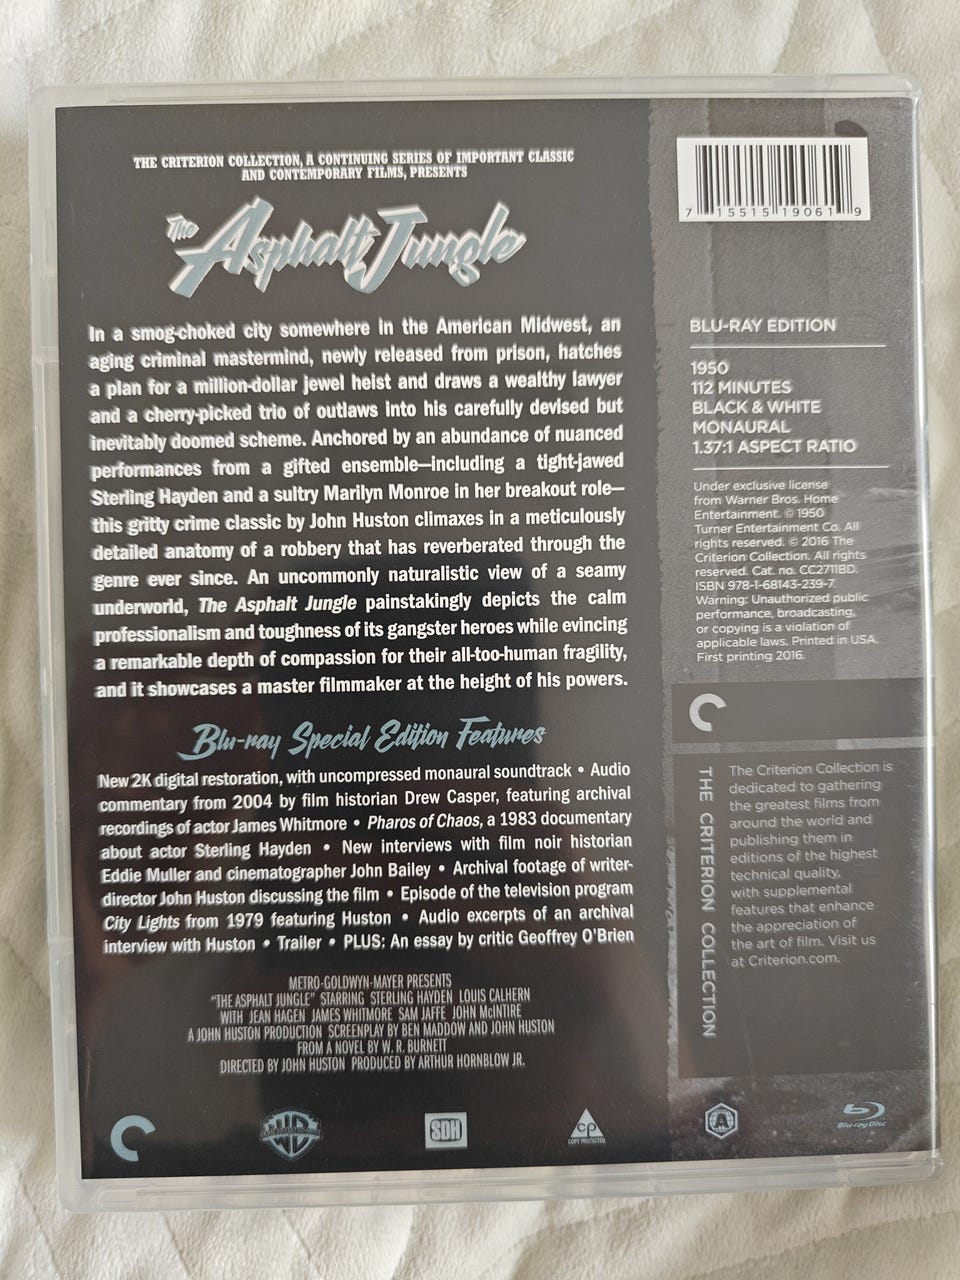 THE CRITERION COLLECTION, A CONTINUING SERIES OF IMPORTANT CLASSIC
AND CONTEMPORARY FILMS, PRESENTS
The Asphalt Jungle
In a smog-choked city somewhere in the American Midwest, an
aging criminal mastermind, newly released from prison, hatches
a plan for a million-dollar jewel heist and draws a wealthy lawyer
and a cherry-picked trio of outlaws into his carefully devised but
inevitably doomed scheme. Anchored by an abundance of nuanced
performances from a gifted ensemble—including a tight-jawed
Sterling Hayden and a sultry Marilyn Monroe in her breakout role—
this gritty crime classic by John Huston climaxes in a meticulously
detailed anatomy of a robbery that has reverberated through the
genre ever since. An uncommonly naturalistic view of a seamy
underworld, The Asphalt Jungle painstakingly depicts the calm
professionalism and toughness of its gangster heroes while evincing
a remarkable depth of compassion for their all-too-human fragility,
and it showcases a master filmmaker at the height of his powers.
Blu-ray Special Edition Features
New 2K digital restoration, with uncompressed monaural soundtrack • Audio
commentary from 2004 by film historian Drew Casper, featuring archival
recordings of actor James Whitmore • Pharos of Chaos, a 1983 documentary
about actor Sterling Hayden • New interviews with film noir historian
Eddie Muller and cinematographer John Bailey • Archival footage of writer-
director John Huston discussing the film • Episode of the television program
City Lights from 1979 featuring Huston • Audio excerpts of an archival
interview with Huston • Trailer • PLUS: An essay by critic Geoffrey O'Brien
METRO-GOLDWYN-MAYER PRESENTS
"THE ASPHALT JUNGLE" STARRING STERLING HAYDEN LOUIS CALHERN
WITH JEAN HAGEN JAMES WHITMORE SAM JAFFE JOHN McINTIRE
A JOHN HUSTON PRODUCTION SCREENPLAY BY BEN MADDOW AND JOHN HUSTON
FROM A NOVEL BY W. R. BURNETT
DIRECTED BY JOHN HUSTON PRODUCED BY ARTHUR HORNBLOW JR.
WB
SDH
CP
COPY PROTECTED
7 15515 19061 9
BLU-RAY EDITION
1950
112 MINUTES
BLACK & WHITE
MONAURAL
1.37:1 ASPECT RATIO
Under exclusive license
from Warner Bros. Home
Entertainment. © 1950
Turner Entertainment Co. All
rights reserved. © 2016 The
Criterion Collection. All rights
reserved. Cat. no. CC2711BD.
ISBN 978-1-68143-239-7.
Warning: Unauthorized public
performance, broadcasting,
or copying is a violation of
applicable laws. Printed in USA.
First printing 2016.
THE CRITERION COLLECTION
The Criterion Collection is
dedicated to gathering
the greatest films from
around the world and
publishing them in
editions of the highest
technical quality,
with supplemental
features that enhance
the appreciation of
the art of film. Visit us
at Criterion.com.
A
Blu-ray Disc